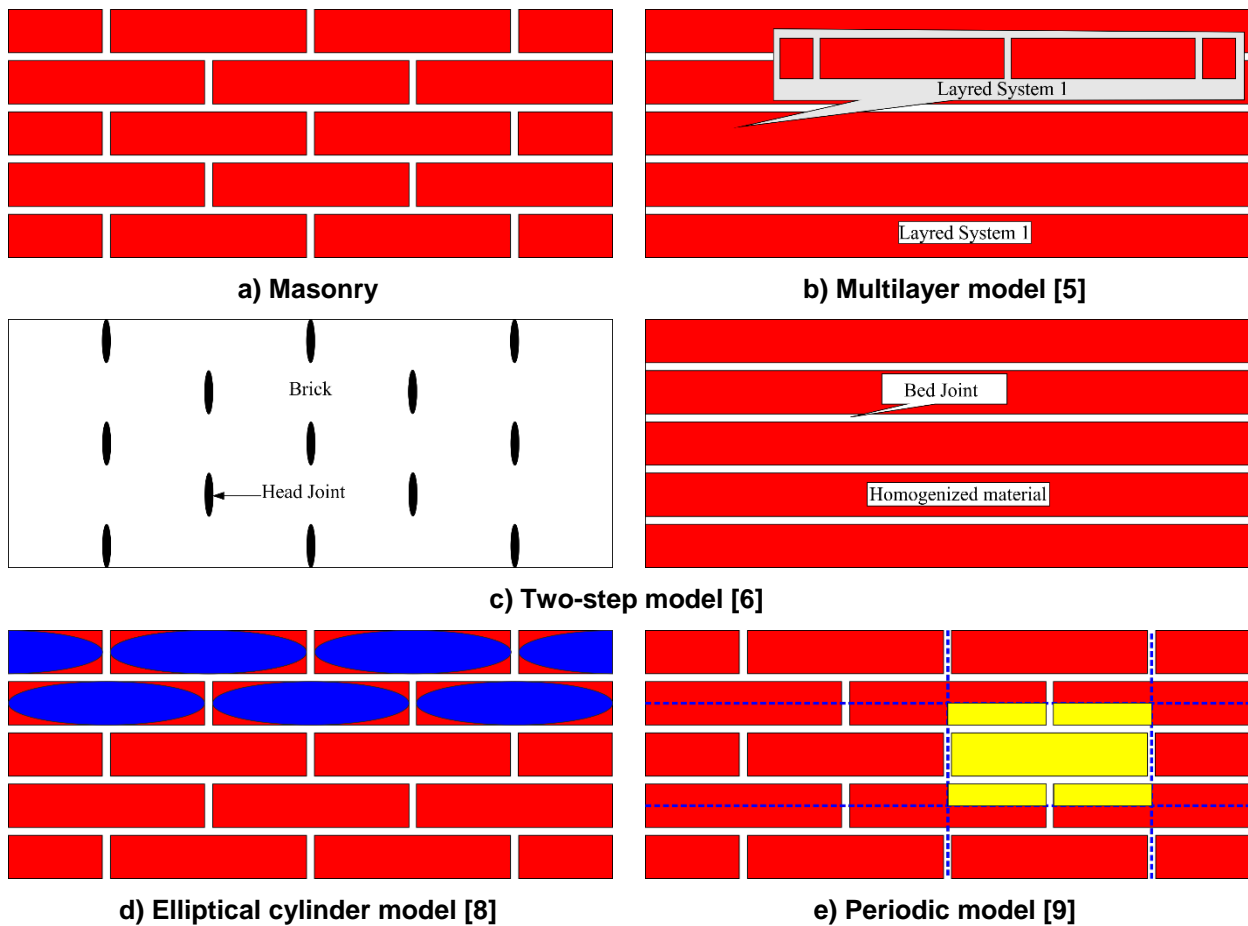 Layred System 1
Layred System 1
a) Masonry
b) Multilayer model [5]
Brick
Head Joint
Bed Joint
Homogenized material
c) Two-step model [6]
d) Elliptical cylinder model [8]
e) Periodic model [9]